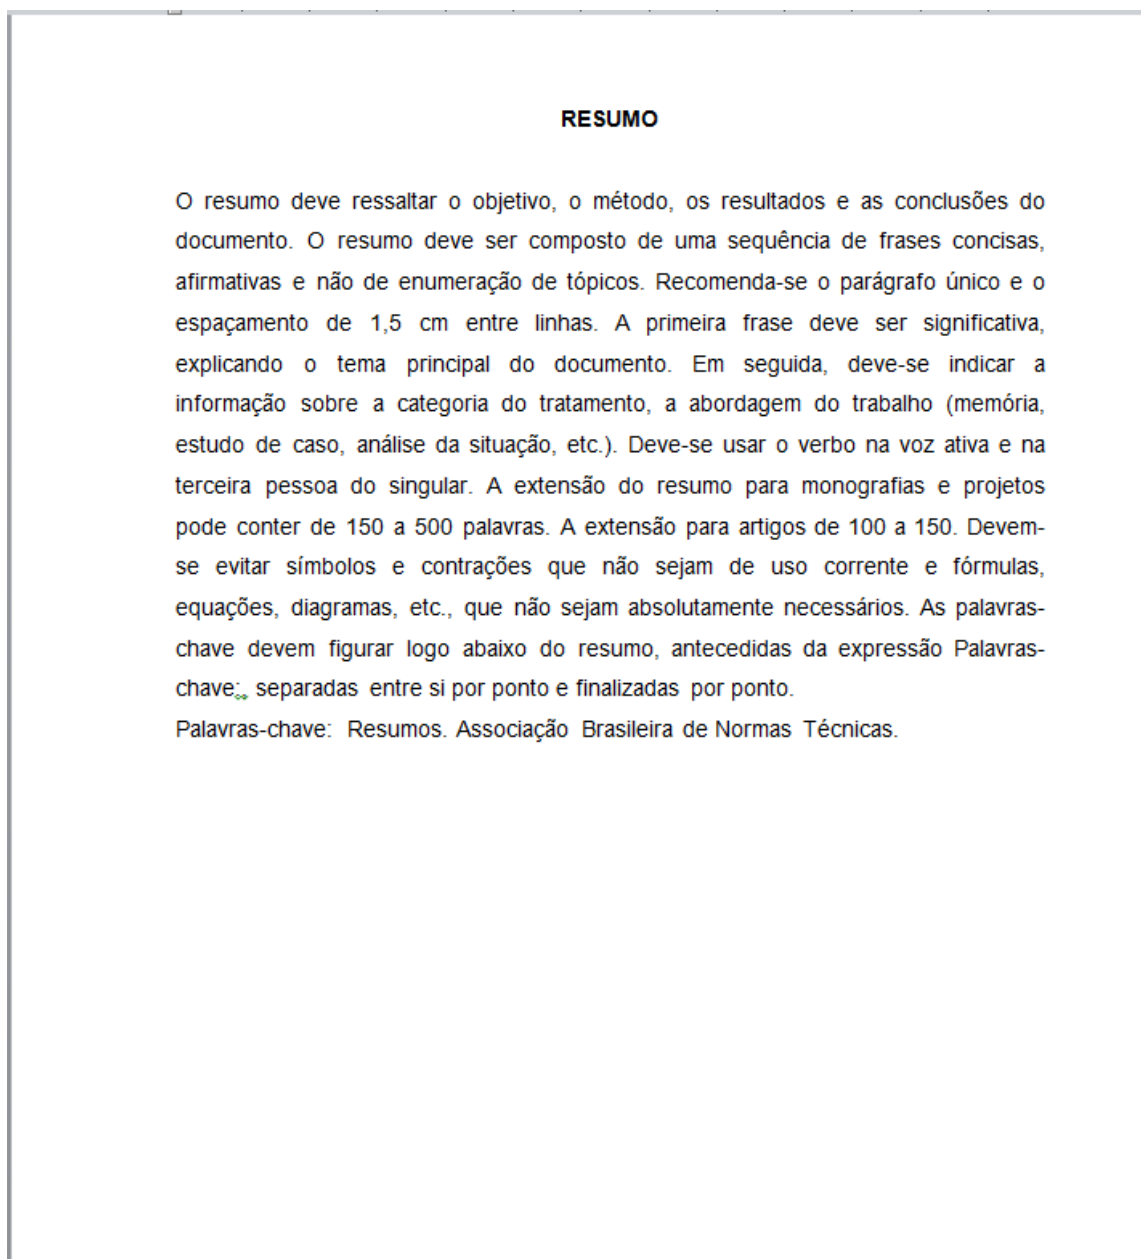 RESUMO
O resumo deve ressaltar o objetivo, o método, os resultados e as conclusões do
documento. O resumo deve ser composto de uma sequência de frases concisas,
afirmativas e não de enumeração de tópicos. Recomenda-se o parágrafo único e o
espaçamento de 1,5 cm entre linhas. A primeira frase deve ser significativa,
explicando o tema principal do documento. Em seguida, deve-se indicar a
informação sobre a categoria do tratamento, a abordagem do trabalho (memória,
estudo de caso, análise da situação, etc.). Deve-se usar o verbo na voz ativa e na
terceira pessoa do singular. A extensão do resumo para monografias e projetos
pode conter de 150 a 500 palavras. A extensão para artigos de 100 a 150. Devem-
se evitar símbolos e contrações que não sejam de uso corrente e fórmulas,
equações, diagramas, etc., que não sejam absolutamente necessários. As palavras-
chave devem figurar logo abaixo do resumo, antecedidas da expressão Palavras-
chave:, separadas entre si por ponto e finalizadas por ponto.
Palavras-chave: Resumos. Associação Brasileira de Normas Técnicas.